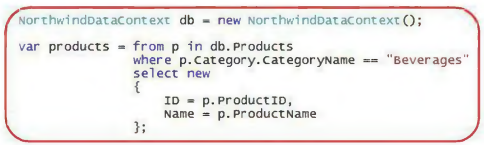 NorthwindDataContext db = new NorthwindDataContext();
var products = from p in db.Products
where p.Category.CategoryName == "Beverages"
select new
{
ID = p.ProductID,
Name = p.ProductName
};